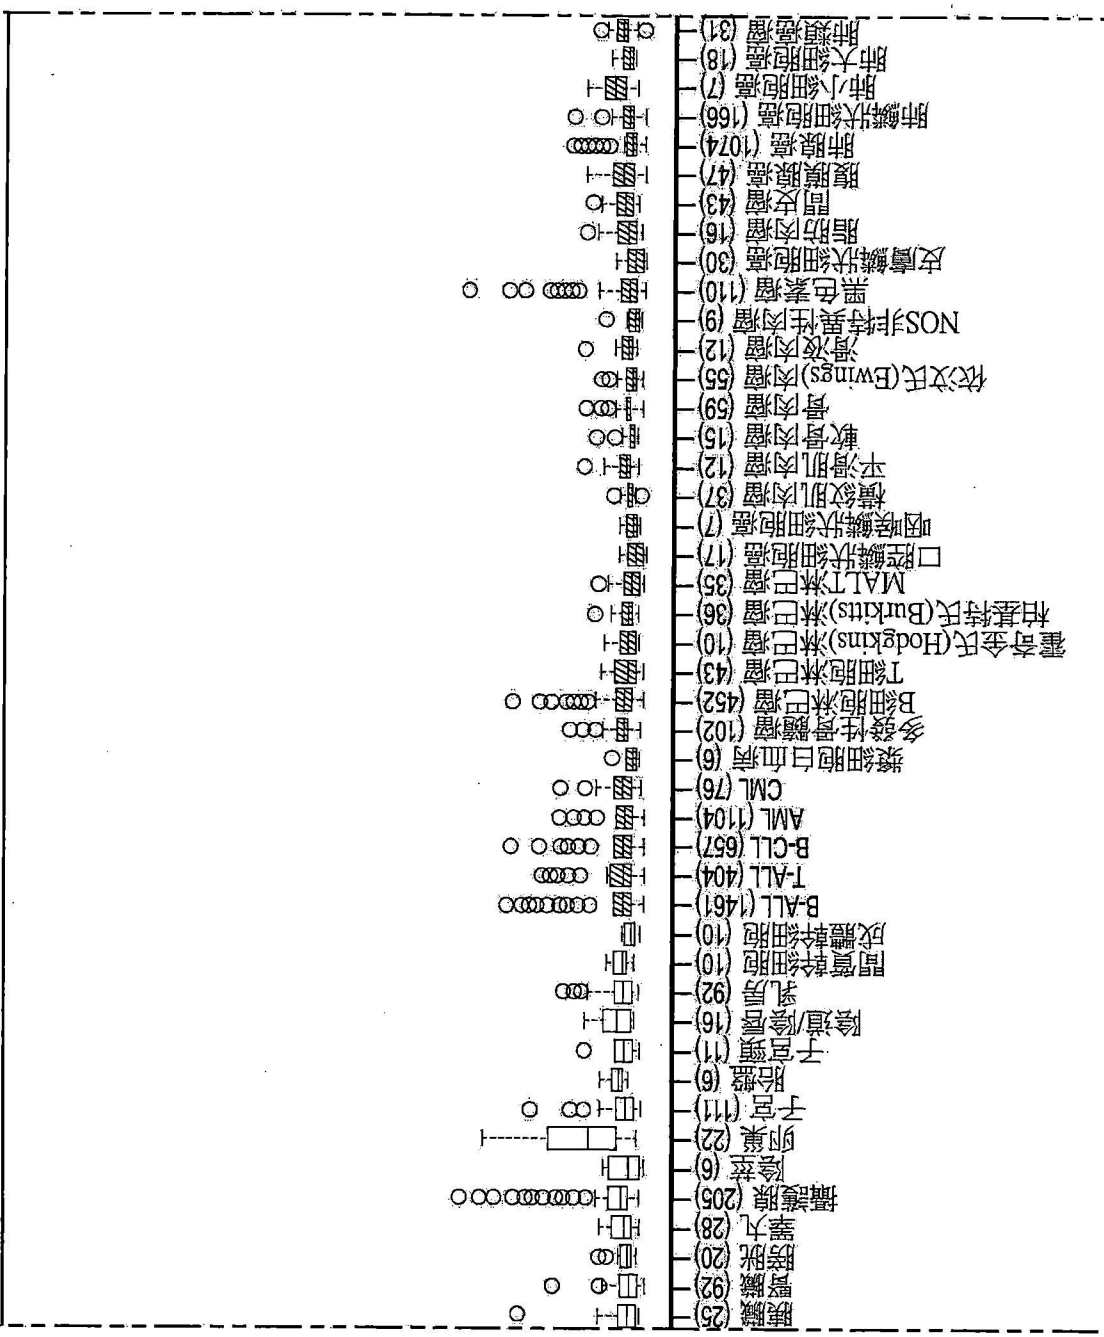 胰臟 (25)
腎臟 (92)
膀胱 (20)
睪丸 (28)
攝護腺 (205)
陰莖 (6)
卵巢 (22)
子宮 (111)
胎盤 (6)
子宮頸 (11)
陰道/陰唇 (16)
乳房 (92)
間質幹細胞 (10)
成體幹細胞 (10)
B-ALL (1461)
T-ALL (404)
B-CLL (657)
AML (1104)
CML (76)
漿細胞白血病 (6)
多發性骨髓瘤 (102)
B細胞淋巴瘤 (452)
T細胞淋巴瘤 (43)
霍奇金氏(Hodgkins)淋巴瘤 (10)
柏基特氏(Burkitts)淋巴瘤 (36)
MALT淋巴瘤 (35)
口腔鱗狀細胞癌 (17)
咽喉鱗狀細胞癌 (7)
橫紋肌肉瘤 (37)
平滑肌肉瘤 (12)
軟骨肉瘤 (15)
骨肉瘤 (59)
依汶氏(Ewings)肉瘤 (55)
滑液肉瘤 (12)
NOS非特異性肉瘤 (9)
黑色素瘤 (110)
皮膚鱗狀細胞癌 (30)
脂肪肉瘤 (16)
間皮瘤 (43)
腹膜腺癌 (47)
肺腺癌 (1074)
肺鱗狀細胞癌 (166)
肺小細胞癌 (7)
肺大細胞癌 (18)
肺類癌瘤 (31)